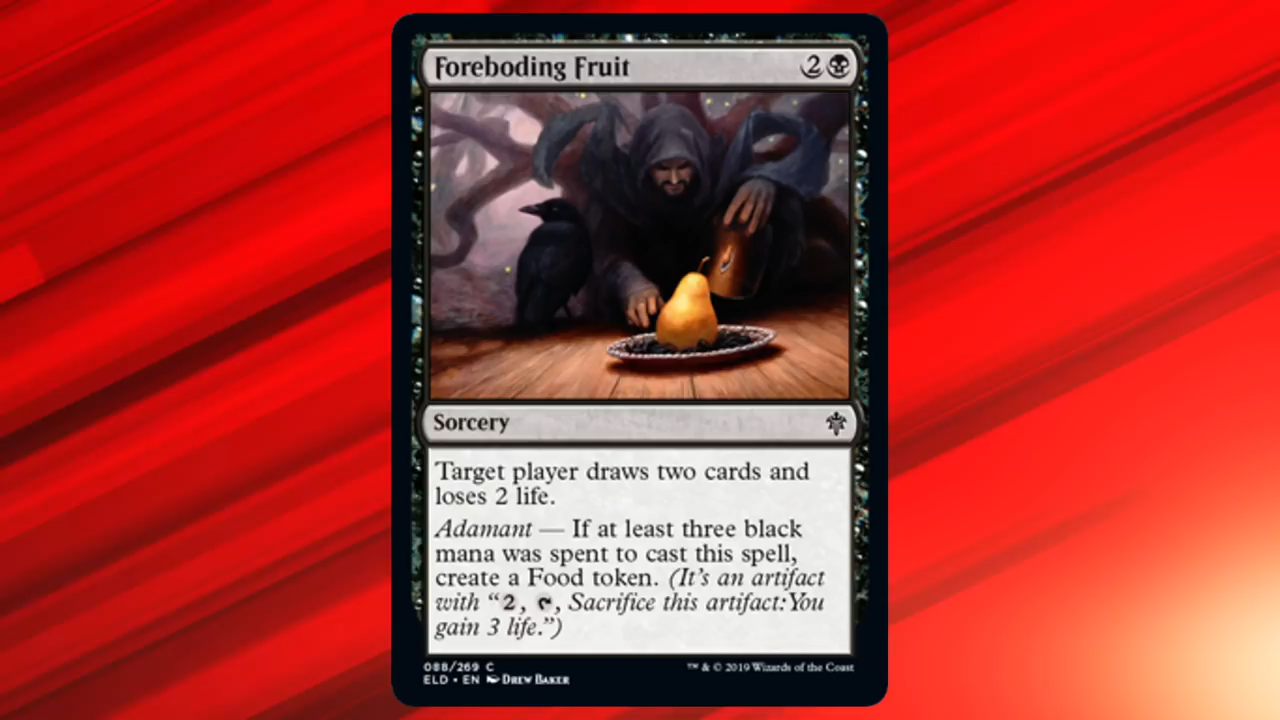 Foreboding Fruit 2
Sorcery
Target player draws two cards and
loses 2 life.
Adamant — If at least three black
mana was spent to cast this spell,
create a Food token. (It's an artifact
with “2, , Sacrifice this artifact: You
gain 3 life.”)
088/269 C ™ & © 2019 Wizards of the Coast
ELD • EN Drew Baker